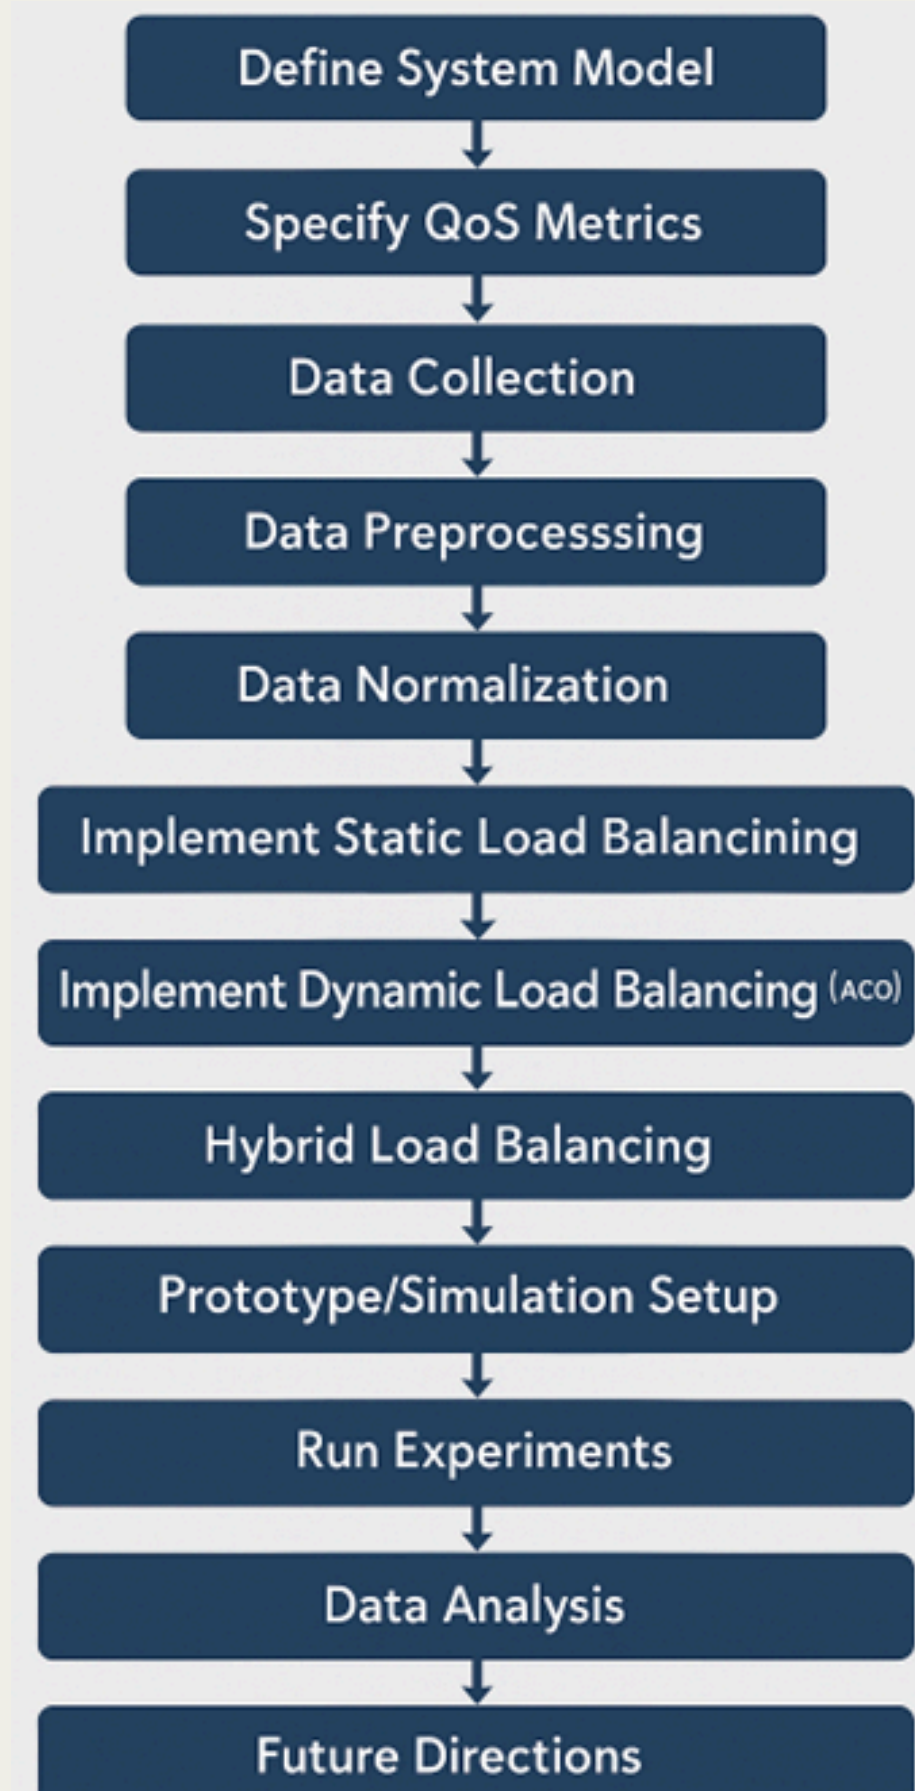 Define System Model
Specify QoS Metrics
Data Collection
Data Preprocesssing
Data Normalization
Implement Static Load Balancining
Implement Dynamic Load Balancing (ACO)
Hybrid Load Balancing
Prototype/Simulation Setup
Run Experiments
Data Analysis
Future Directions